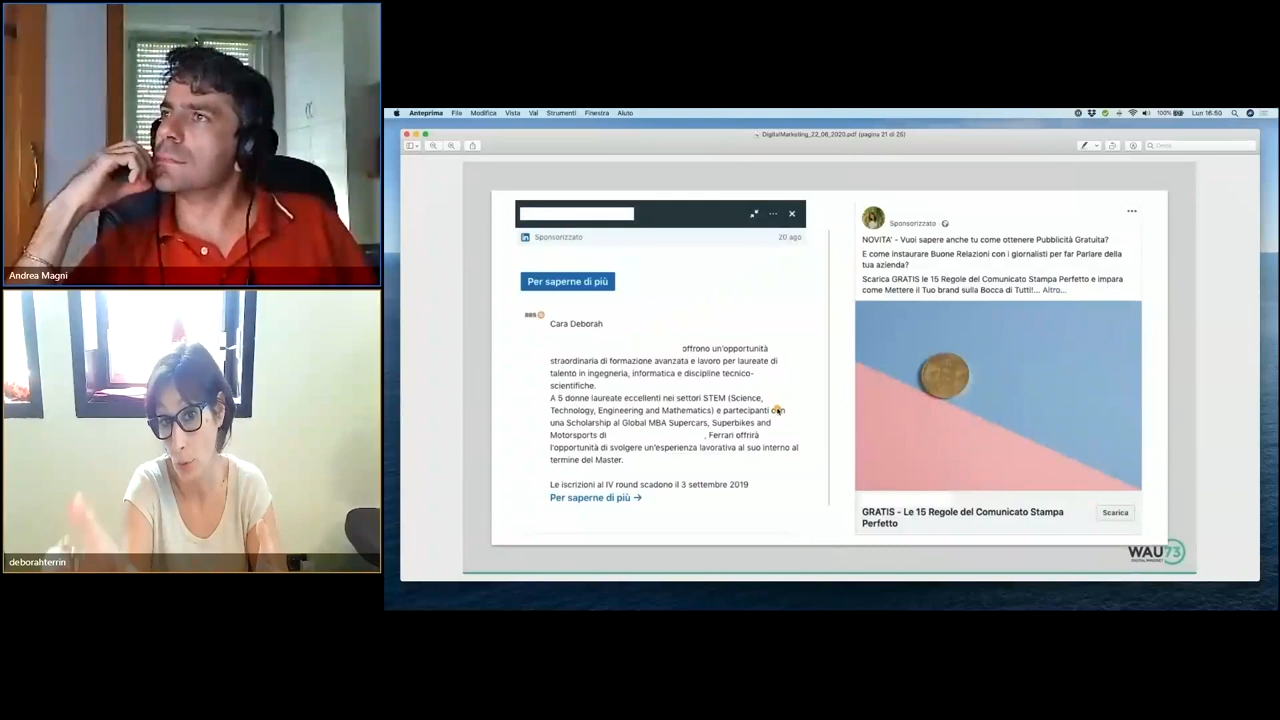 Andrea Magni
deborahterrin
Anteprima File Modifica Vista Vai Strumenti Finestra Aiuto
100% Lun 16:50
DigitalMarketing_22_06_2020.pdf (pagina 21 di 26)
Cerca
Sponsorizzato 20 ago
Per saperne di più
Cara Deborah
offrono un'opportunità
straordinaria di formazione avanzata e lavoro per laureate di
talento in ingegneria, informatica e discipline tecnico-
scientifiche.
A 5 donne laureate eccellenti nei settori STEM (Science,
Technology, Engineering and Mathematics) e partecipanti con
una Scholarship al Global MBA Supercars, Superbikes and
Motorsports di , Ferrari offrirà
l'opportunità di svolgere un'esperienza lavorativa al suo interno al
termine del Master.
Le iscrizioni al IV round scadono il 3 settembre 2019
Per saperne di più →
Sponsorizzato
NOVITA' - Vuoi sapere anche tu come ottenere Pubblicità Gratuita?
E come instaurare Buone Relazioni con i giornalisti per far Parlare della
tua azienda?
Scarica GRATIS le 15 Regole del Comunicato Stampa Perfetto e impara
come Mettere il Tuo brand sulla Bocca di Tutti!... Altro...
GRATIS - Le 15 Regole del Comunicato Stampa
Perfetto
Scarica
WAU73
DIGITAL MINDSET